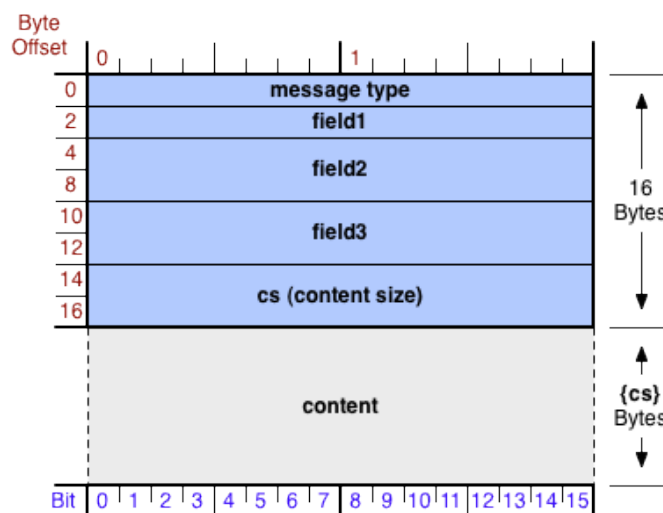 Byte
Offset
0 1
0 message type
2 field1
4
field2
8
16
Bytes
10
field3
12
14
cs (content size)
16
{cs}
Bytes
content
Bit 0 1 2 3 4 5 6 7 8 9 10 11 12 13 14 15